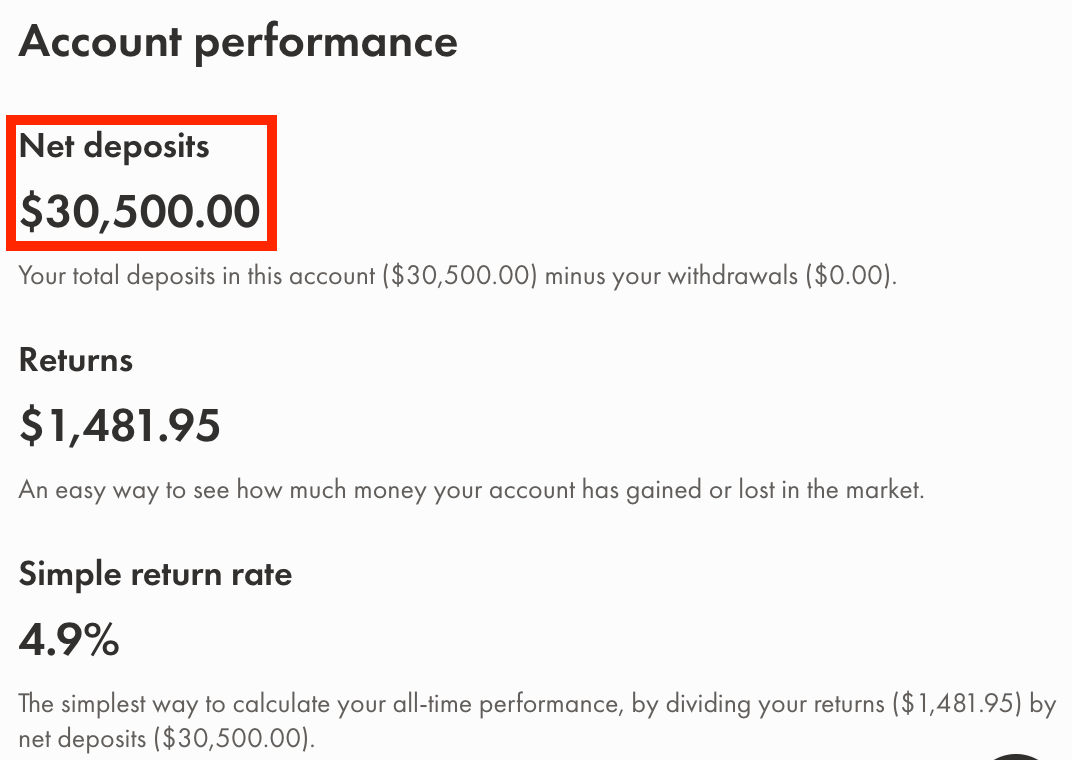 Account performance
Net deposits
$30,500.00
Your total deposits in this account ($30,500.00) minus your withdrawals ($0.00).
Returns
$1,481.95
An easy way to see how much money your account has gained or lost in the market.
Simple return rate
4.9%
The simplest way to calculate your all-time performance, by dividing your returns ($1,481.95) by
net deposits ($30,500.00).